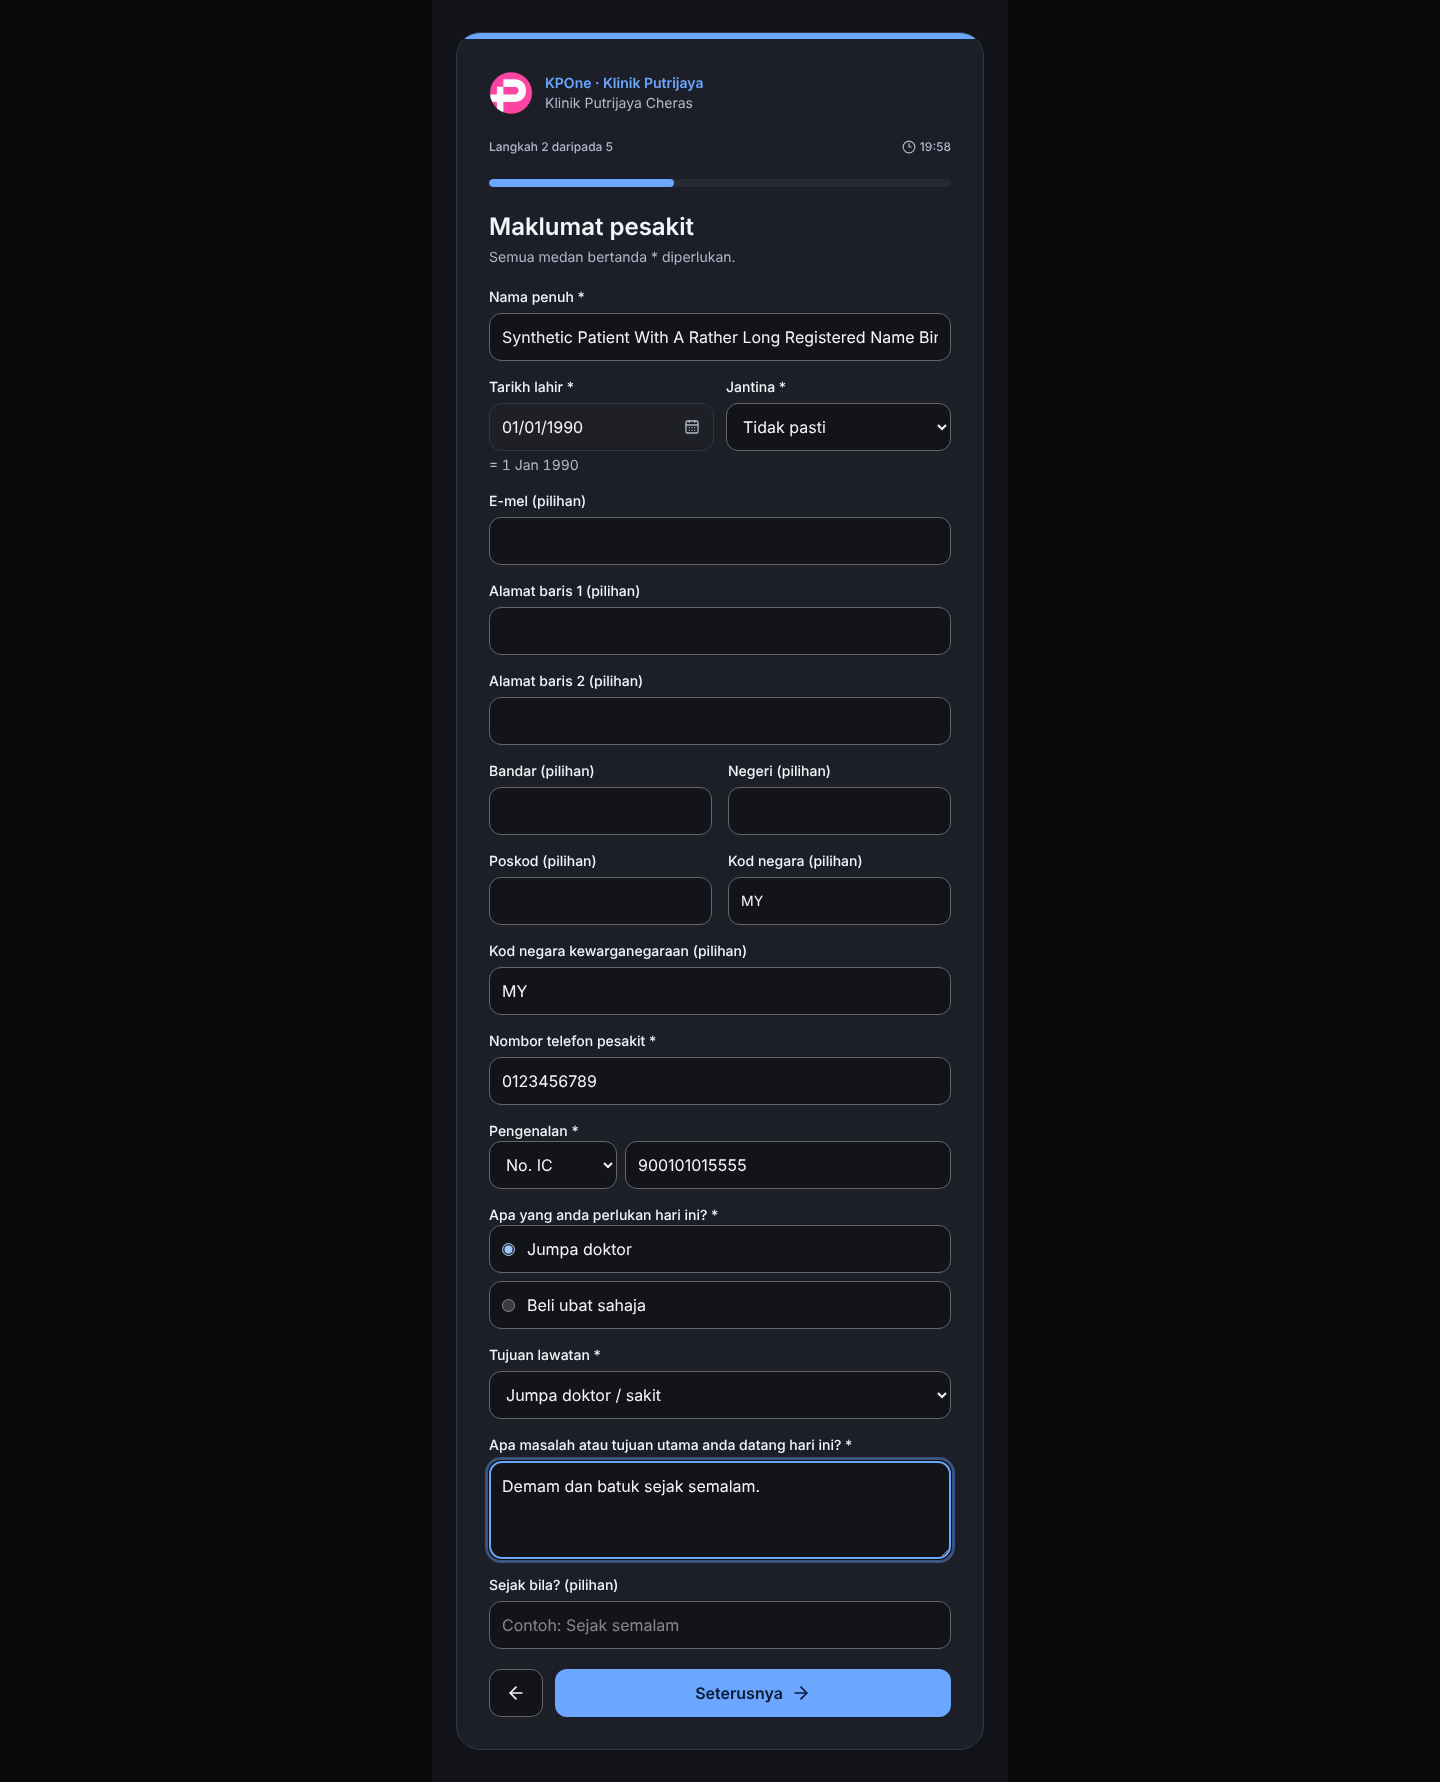 KPOne · Klinik Putrijaya
Klinik Putrijaya Cheras
Langkah 2 daripada 5
19:58
Maklumat pesakit
Semua medan bertanda * diperlukan.
Nama penuh *
Synthetic Patient With A Rather Long Registered Name Bin
Tarikh lahir *
Jantina *
01/01/1990
Tidak pasti
= 1 Jan 1990
E-mel (pilihan)
Alamat baris 1 (pilihan)
Alamat baris 2 (pilihan)
Bandar (pilihan)
Negeri (pilihan)
Poskod (pilihan)
Kod negara (pilihan)
MY
Kod negara kewarganegaraan (pilihan)
MY
Nombor telefon pesakit *
0123456789
Pengenalan *
No. IC
900101015555
Apa yang anda perlukan hari ini? *
Jumpa doktor
Beli ubat sahaja
Tujuan lawatan *
Jumpa doktor / sakit
Apa masalah atau tujuan utama anda datang hari ini? *
Demam dan batuk sejak semalam.
Sejak bila? (pilihan)
Contoh: Sejak semalam
Seterusnya